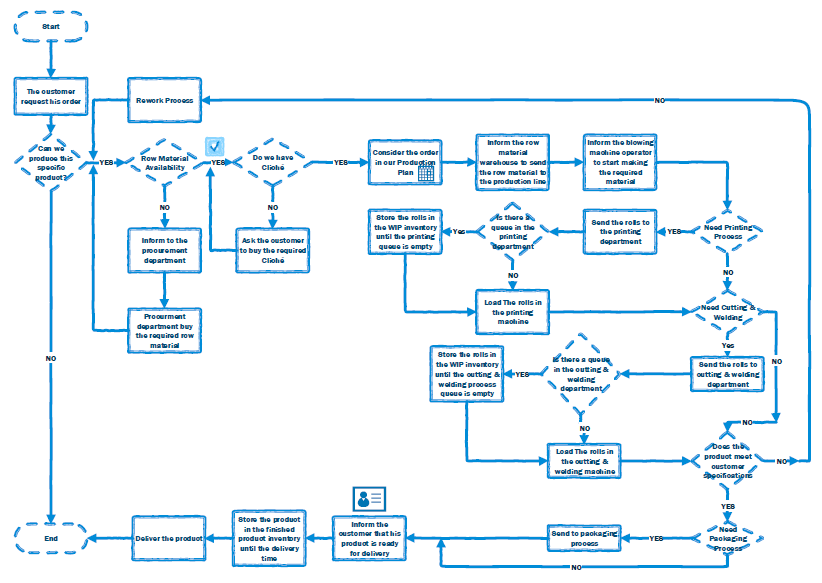 Start
The customer
request his order
Rework Process
NO
Can we
produce this
specific
product?
YES
Row Material
Availability
YES
Do we have
Cliché
YES
Consider the order
in our Production
Plan
Inform the row
material
warehouse to send
the row material to
the production line
Inform the blowing
machine operator
to start making
the required
material
NO
NO
Inform to the
procurement
department
Ask the customer
to buy the required
Cliché
Store the rolls
in the WIP inventory
until the printing
queue is empty
Yes
Is there a
queue in the
printing
department
Send the rolls to
the printing
department
YES
Need Printing
Process
NO
NO
Procurment
department buy
the required row
material
Load The rolls in
the printing
machine
Need Cutting &
Welding
Yes
NO
NO
Store the rolls in
the WIP inventory
until the cutting &
welding process
queue is empty
YES
Is there a queue
in the cutting &
welding
department
Send the rolls to
cutting & welding
department
NO
NO
Load The rolls in
the cutting &
welding machine
Does the
product meet
customer
specifications
NO
YES
End
Deliver the product
Store the product
in the finished
product inventory
until the delivery
time
Inform the
customer that his
product is ready
for delivery
Send to packaging
process
YES
Need
Packaging
Process
NO